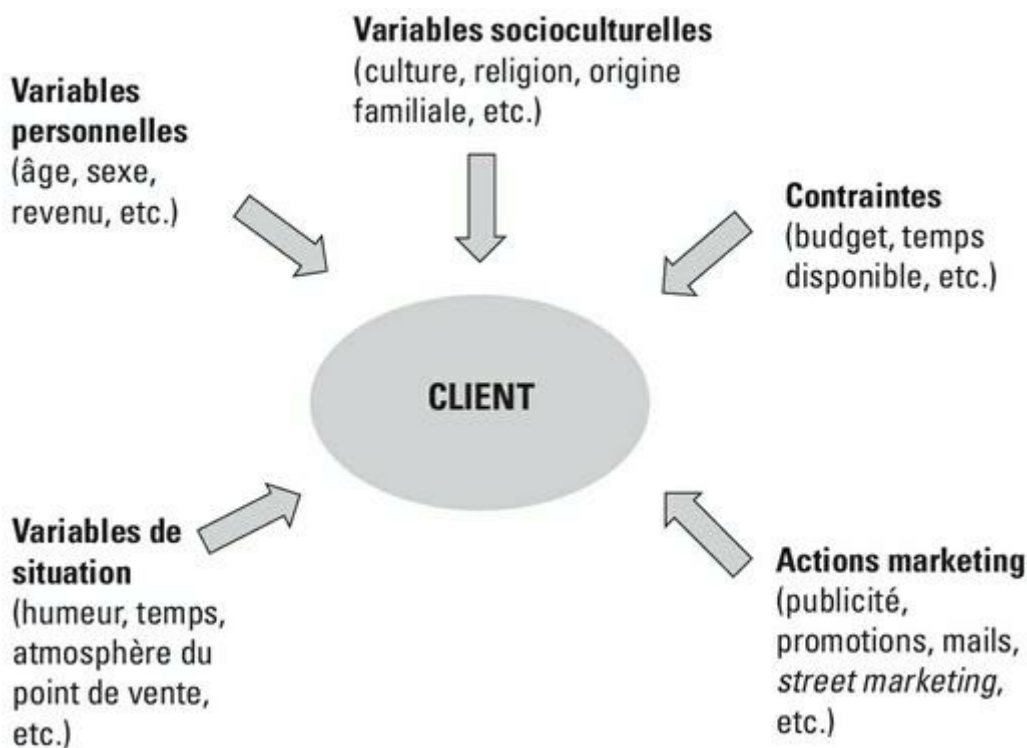 Variables socioculturelles
(culture, religion, origine
familiale, etc.)
Variables
personnelles
(âge, sexe,
revenu, etc.)
Contraintes
(budget, temps
disponible, etc.)
CLIENT
Variables de
situation
(humeur, temps,
atmosphère du
point de vente,
etc.)
Actions marketing
(publicité,
promotions, mails,
street marketing,
etc.)